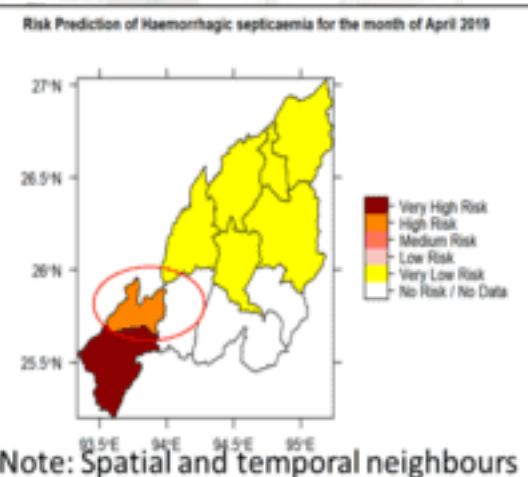 Risk Prediction of Haemorrhagic septicaemia for the month of April 2019
27°N
26.5°N
26°N
25.5°N
93.5°E 94°E 94.5°E 95°E
Very High Risk
High Risk
Medium Risk
Low Risk
Very Low Risk
No Risk / No Data
Note: Spatial and temporal neighbours